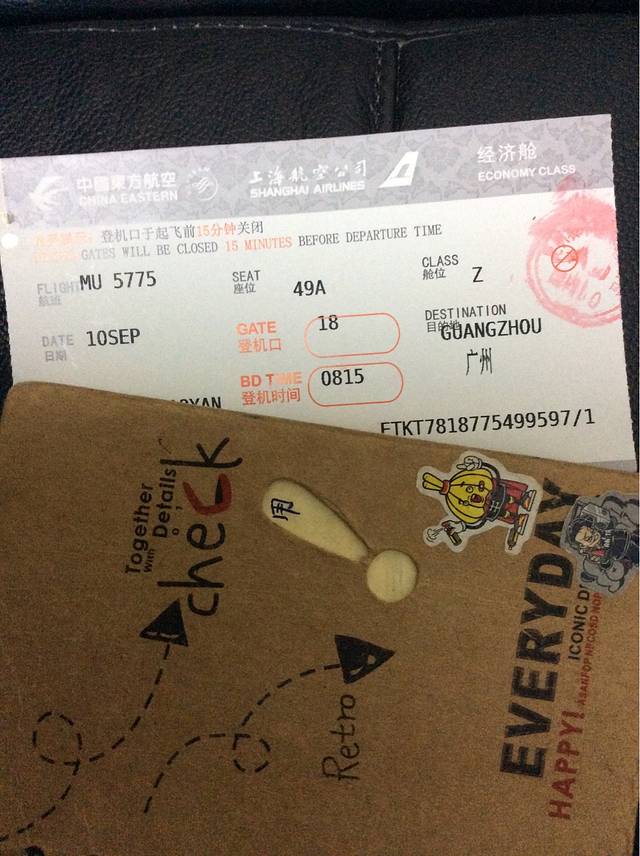 中國東方航空
CHINA EASTERN
上海航空公司
SHANGHAI AIRLINES
经济舱
ECONOMY CLASS
登机口于起飞前15分钟关闭
GATES WILL BE CLOSED 15 MINUTES BEFORE DEPARTURE TIME
FLIGHT MU 5775
航班
SEAT 49A
座位
CLASS Z
舱位
DATE 10SEP
日期
GATE 18
登机口
DESTINATION
目的地 GUANGZHOU
广州
BD TIME 0815
登机时间
ETKT7818775499597/1
Together
With Details
check
用
Retro
EVERYDAY
HAPPY!